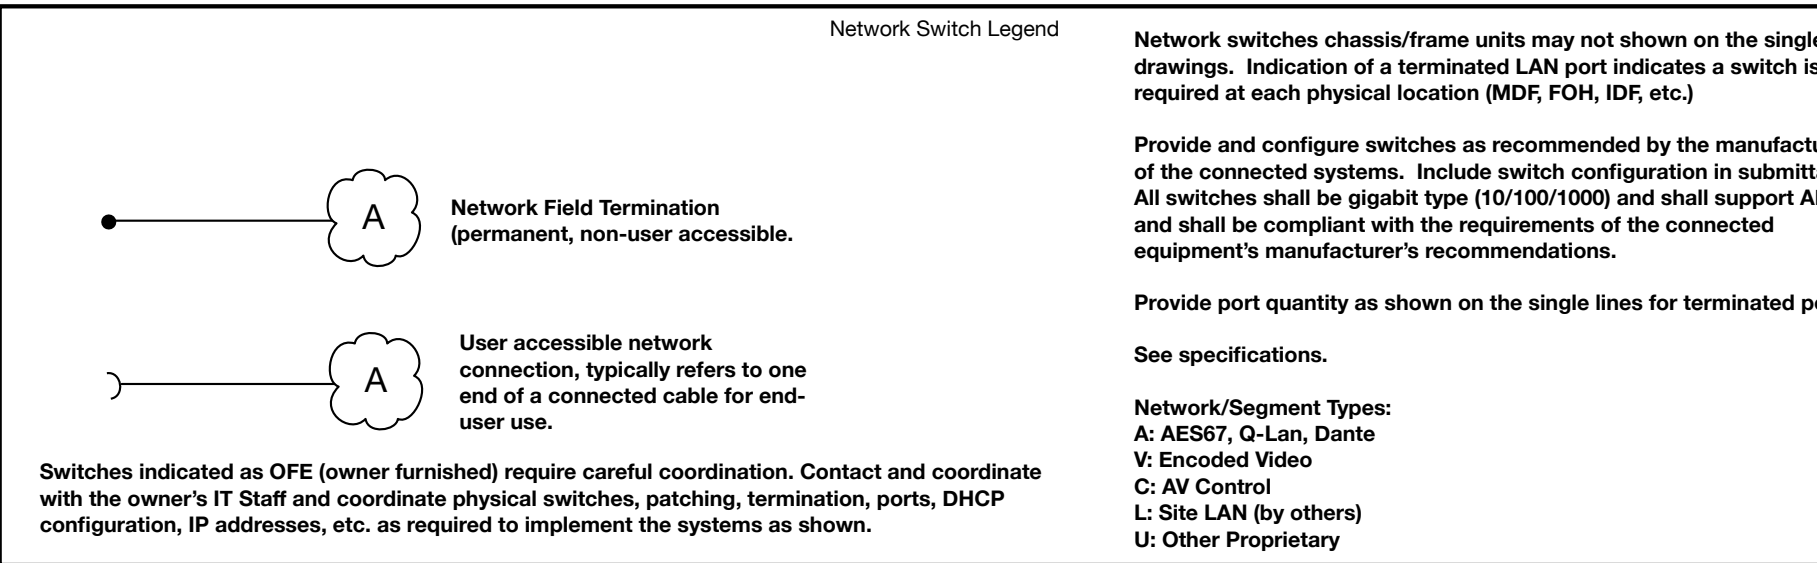 Network Switch Legend
A
Network Field Termination
(permanent, non-user accessible.
A
User accessible network
connection, typically refers to one
end of a connected cable for end-
user use.
Switches indicated as OFE (owner furnished) require careful coordination. Contact and coordinate
with the owner’s IT Staff and coordinate physical switches, patching, termination, ports, DHCP
configuration, IP addresses, etc. as required to implement the systems as shown.
Network switches chassis/frame units may not shown on the single
drawings. Indication of a terminated LAN port indicates a switch is
required at each physical location (MDF, FOH, IDF, etc.)
Provide and configure switches as recommended by the
of the connected systems. Include switch configuration in
All switches shall be gigabit type (10/100/1000) and shall support
and shall be compliant with the requirements of the connected
equipment’s manufacturer’s recommendations.
Provide port quantity as shown on the single lines for terminated
See specifications.
Network/Segment Types:
A: AES67, Q-Lan, Dante
V: Encoded Video
C: AV Control
L: Site LAN (by others)
U: Other Proprietary